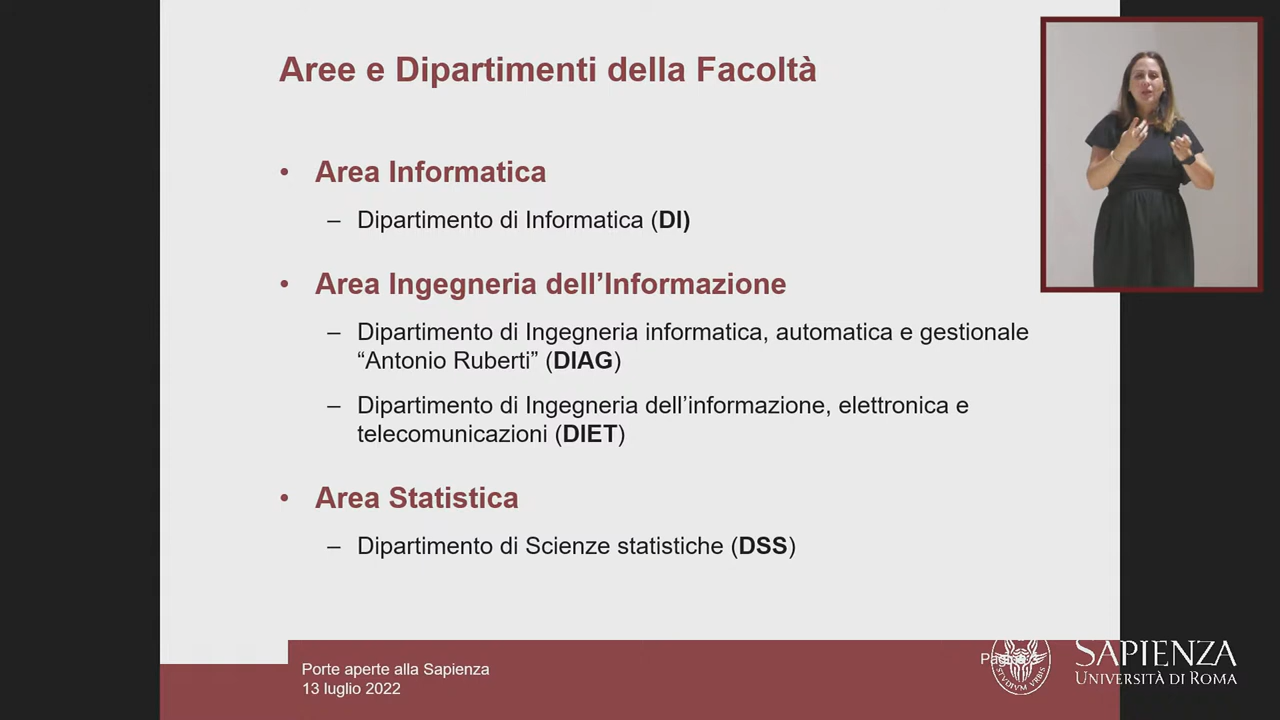 Aree e Dipartimenti della Facoltà
• Area Informatica
– Dipartimento di Informatica (DI)
• Area Ingegneria dell’Informazione
– Dipartimento di Ingegneria informatica, automatica e gestionale
“Antonio Ruberti” (DIAG)
– Dipartimento di Ingegneria dell’informazione, elettronica e
telecomunicazioni (DIET)
• Area Statistica
– Dipartimento di Scienze statistiche (DSS)
Porte aperte alla Sapienza
13 luglio 2022
STVDIVM VRBIS
SAPIENZA
UNIVERSITÀ DI ROMA